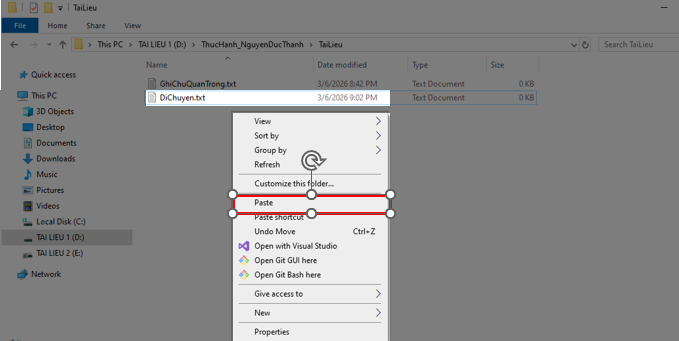 TaiLieu
File Home Share View
This PC > TAI LIEU 1 (D:) > ThucHanh_NguyenDucThanh > TaiLieu
Search TaiLieu
Name Date modified Type Size
Quick access
This PC
3D Objects
Desktop
Documents
Downloads
Music
Pictures
Videos
Local Disk (C:)
TAI LIEU 1 (D:)
TAI LIEU 2 (E:)
Network
GhiChuQuanTrong.txt 3/6/2026 8:42 PM Text Document 0 KB
DiChuyen.txt 3/6/2026 9:02 PM Text Document 0 KB
View
Sort by
Group by
Refresh
Customize this folder...
Paste
Paste shortcut
Undo Move Ctrl+Z
Open with Visual Studio
Open Git GUI here
Open Git Bash here
Give access to
New
Properties